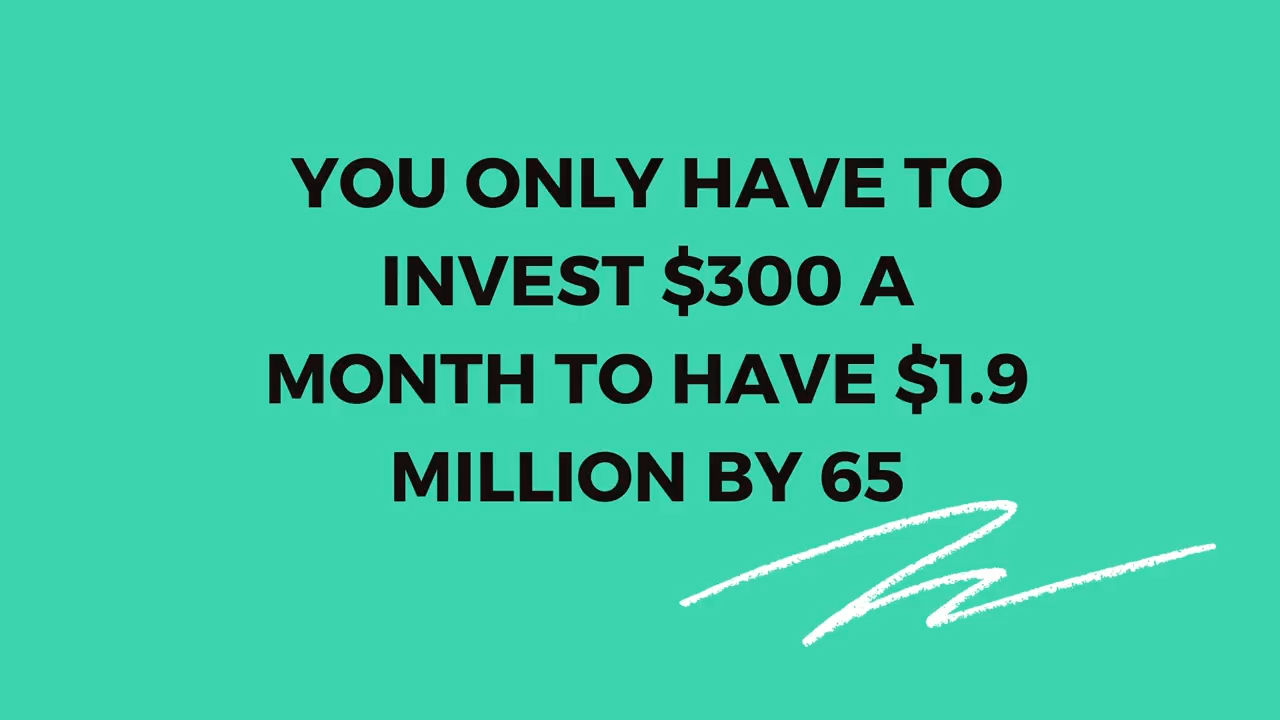 YOU ONLY HAVE TO
INVEST $300 A
MONTH TO HAVE $1.9
MILLION BY 65